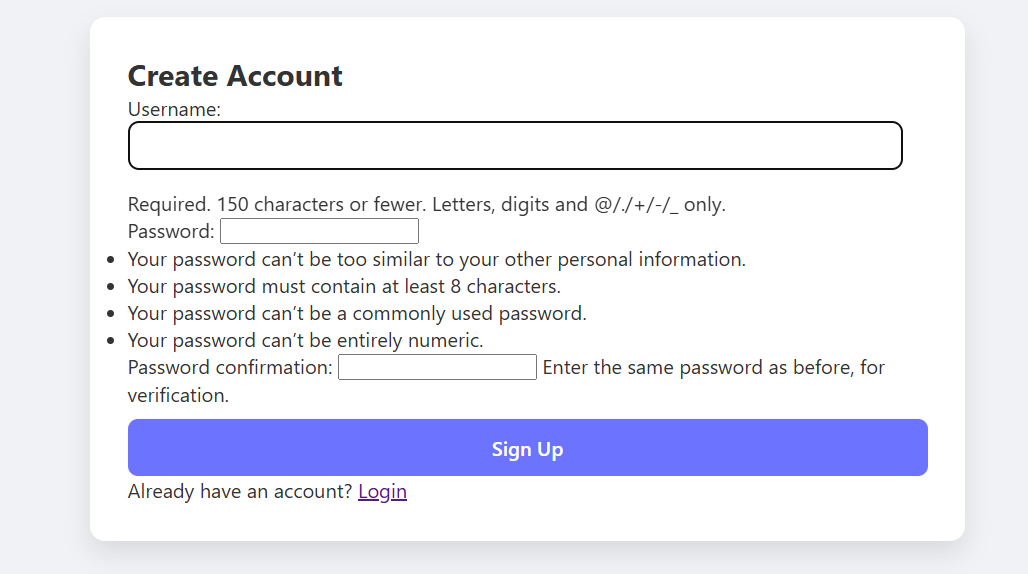 Create Account
Username:
Required. 150 characters or fewer. Letters, digits and @/./+/-/_ only.
Password:
• Your password can’t be too similar to your other personal information.
• Your password must contain at least 8 characters.
• Your password can’t be a commonly used password.
• Your password can’t be entirely numeric.
Password confirmation: Enter the same password as before, for
verification.
Sign Up
Already have an account? Login